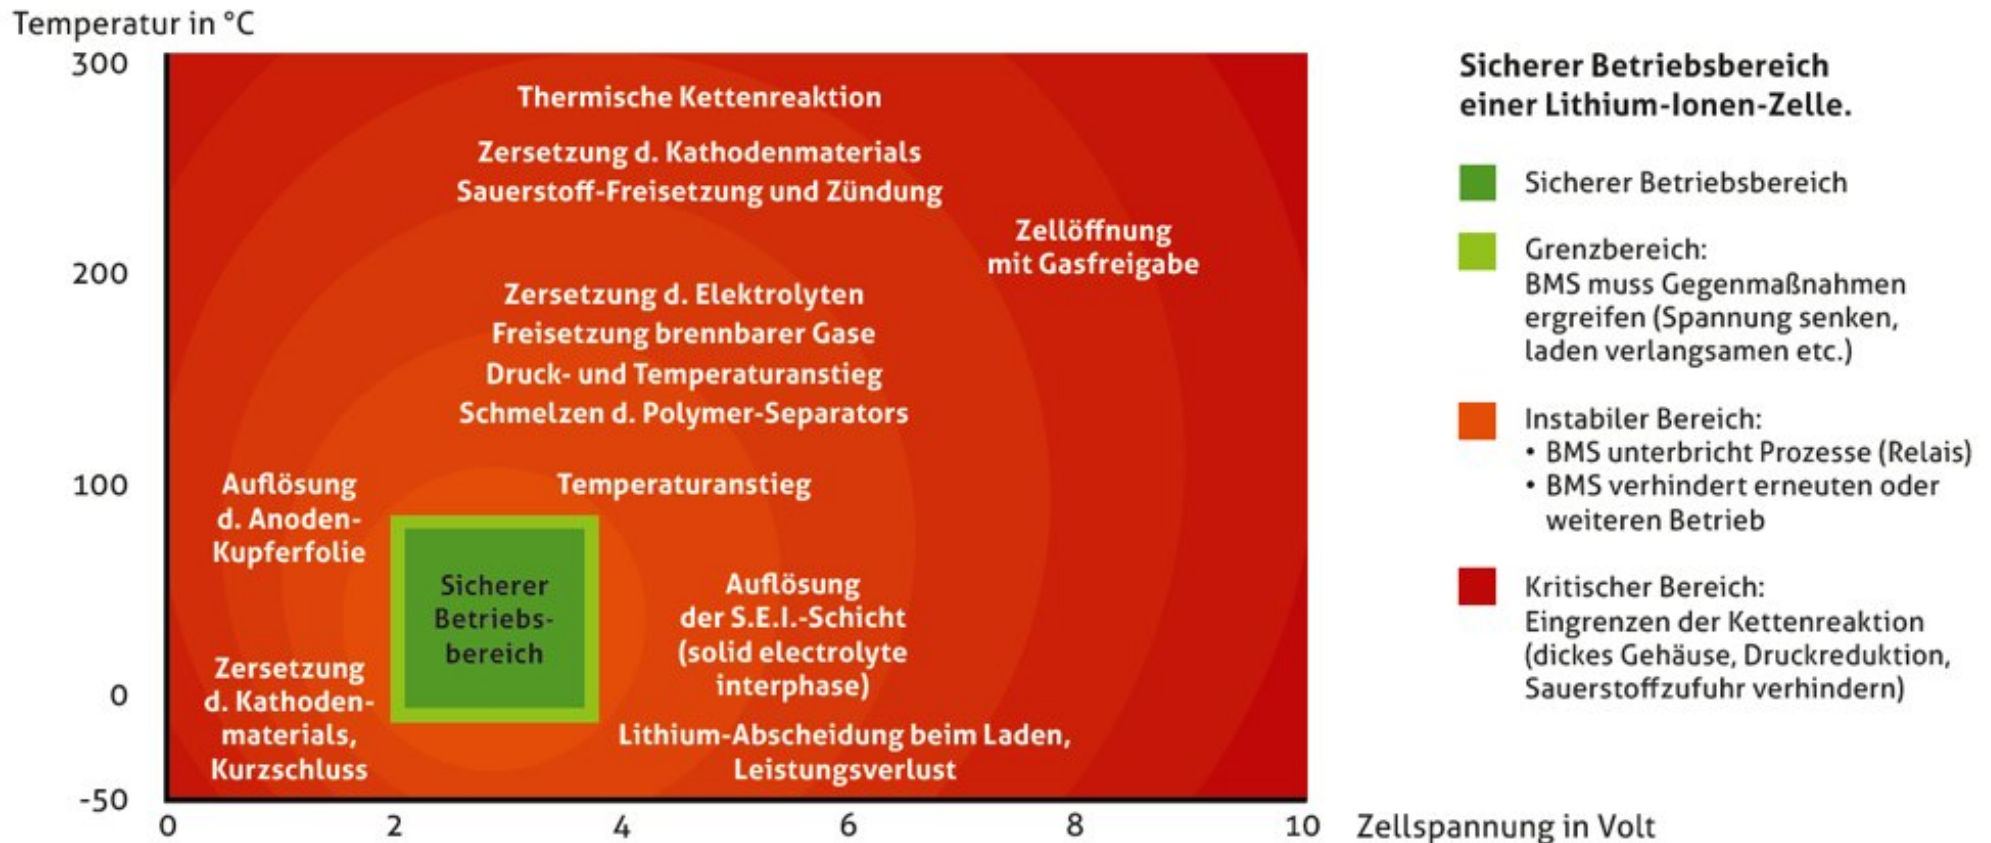 Temperatur in °C
300
200
100
0
-50
0
2
4
6
8
10
Zellspannung in Volt
Thermische Kettenreaktion
Zersetzung d. Kathodenmaterials
Sauerstoff-Freisetzung und Zündung
Zellöffnung
mit Gasfreigabe
Zersetzung d. Elektrolyten
Freisetzung brennbarer Gase
Druck- und Temperaturanstieg
Schmelzen d. Polymer-Separators
Auflösung
d. Anoden-
Kupferfolie
Temperaturanstieg
Sicherer
Betriebs-
bereich
Auflösung
der S.E.I.-Schicht
(solid electrolyte
interphase)
Zersetzung
d. Kathoden-
materials,
Kurzschluss
Lithium-Abscheidung beim Laden,
Leistungsverlust
Sicherer Betriebsbereich
einer Lithium-Ionen-Zelle.
Sicherer Betriebsbereich
Grenzbereich:
BMS muss Gegenmaßnahmen
ergreifen (Spannung senken,
laden verlangsamen etc.)
Instabiler Bereich:
• BMS unterbricht Prozesse (Relais)
• BMS verhindert erneuten oder
weiteren Betrieb
Kritischer Bereich:
Eingrenzen der Kettenreaktion
(dickes Gehäuse, Druckreduktion,
Sauerstoffzufuhr verhindern)